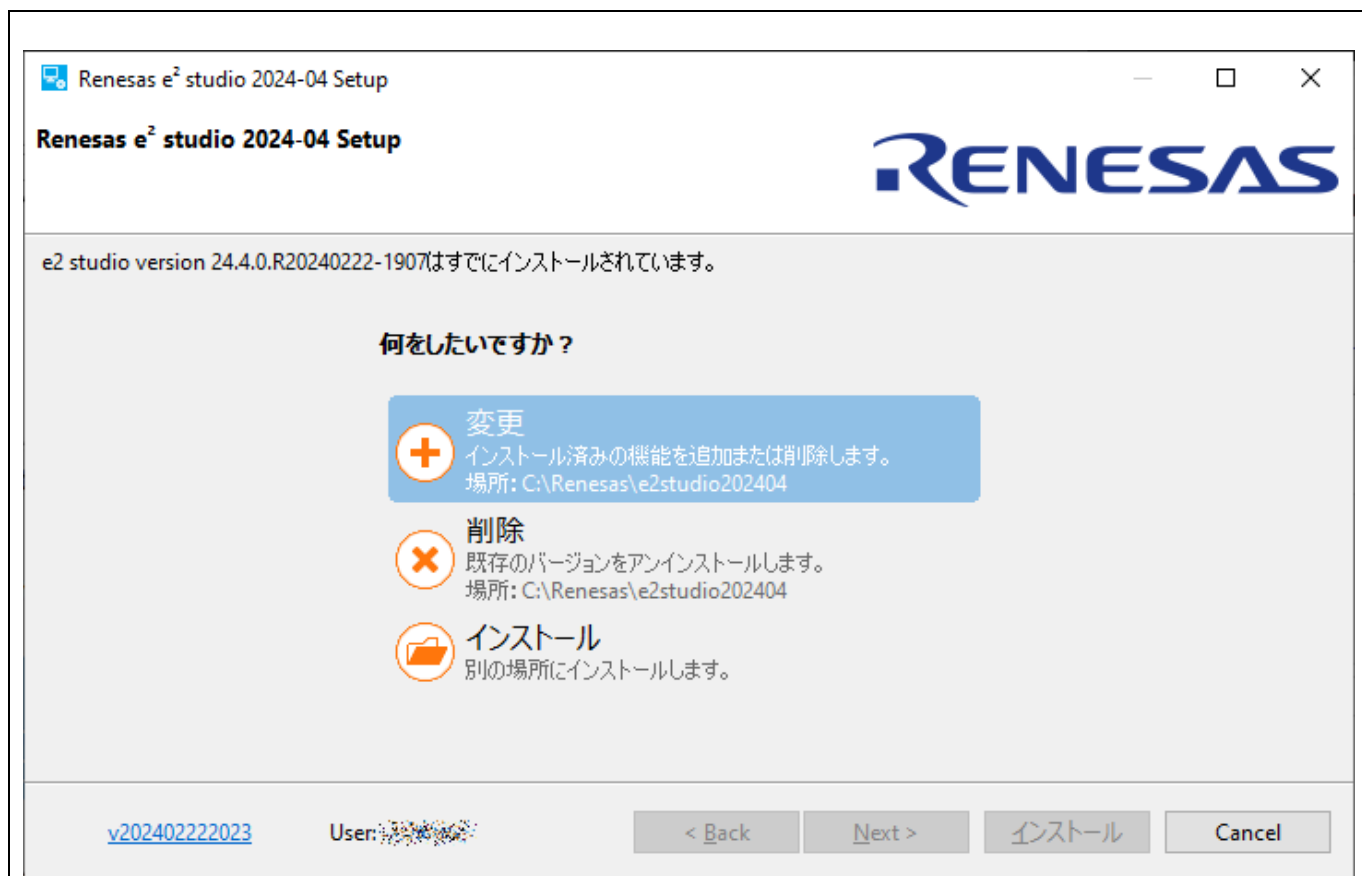 Renesas e² studio 2024-04 Setup
Renesas e² studio 2024-04 Setup
RENESAS
e2 studio version 24.4.0.R20240222-1907はすでにインストールされています。
何をしたいですか？
変更
インストール済みの機能を追加または削除します。
場所: C:\Renesas\e2studio202404
削除
既存のバージョンをアンインストールします。
場所: C:\Renesas\e2studio202404
インストール
別の場所にインストールします。
v202402222023 User: < Back Next > インストール Cancel